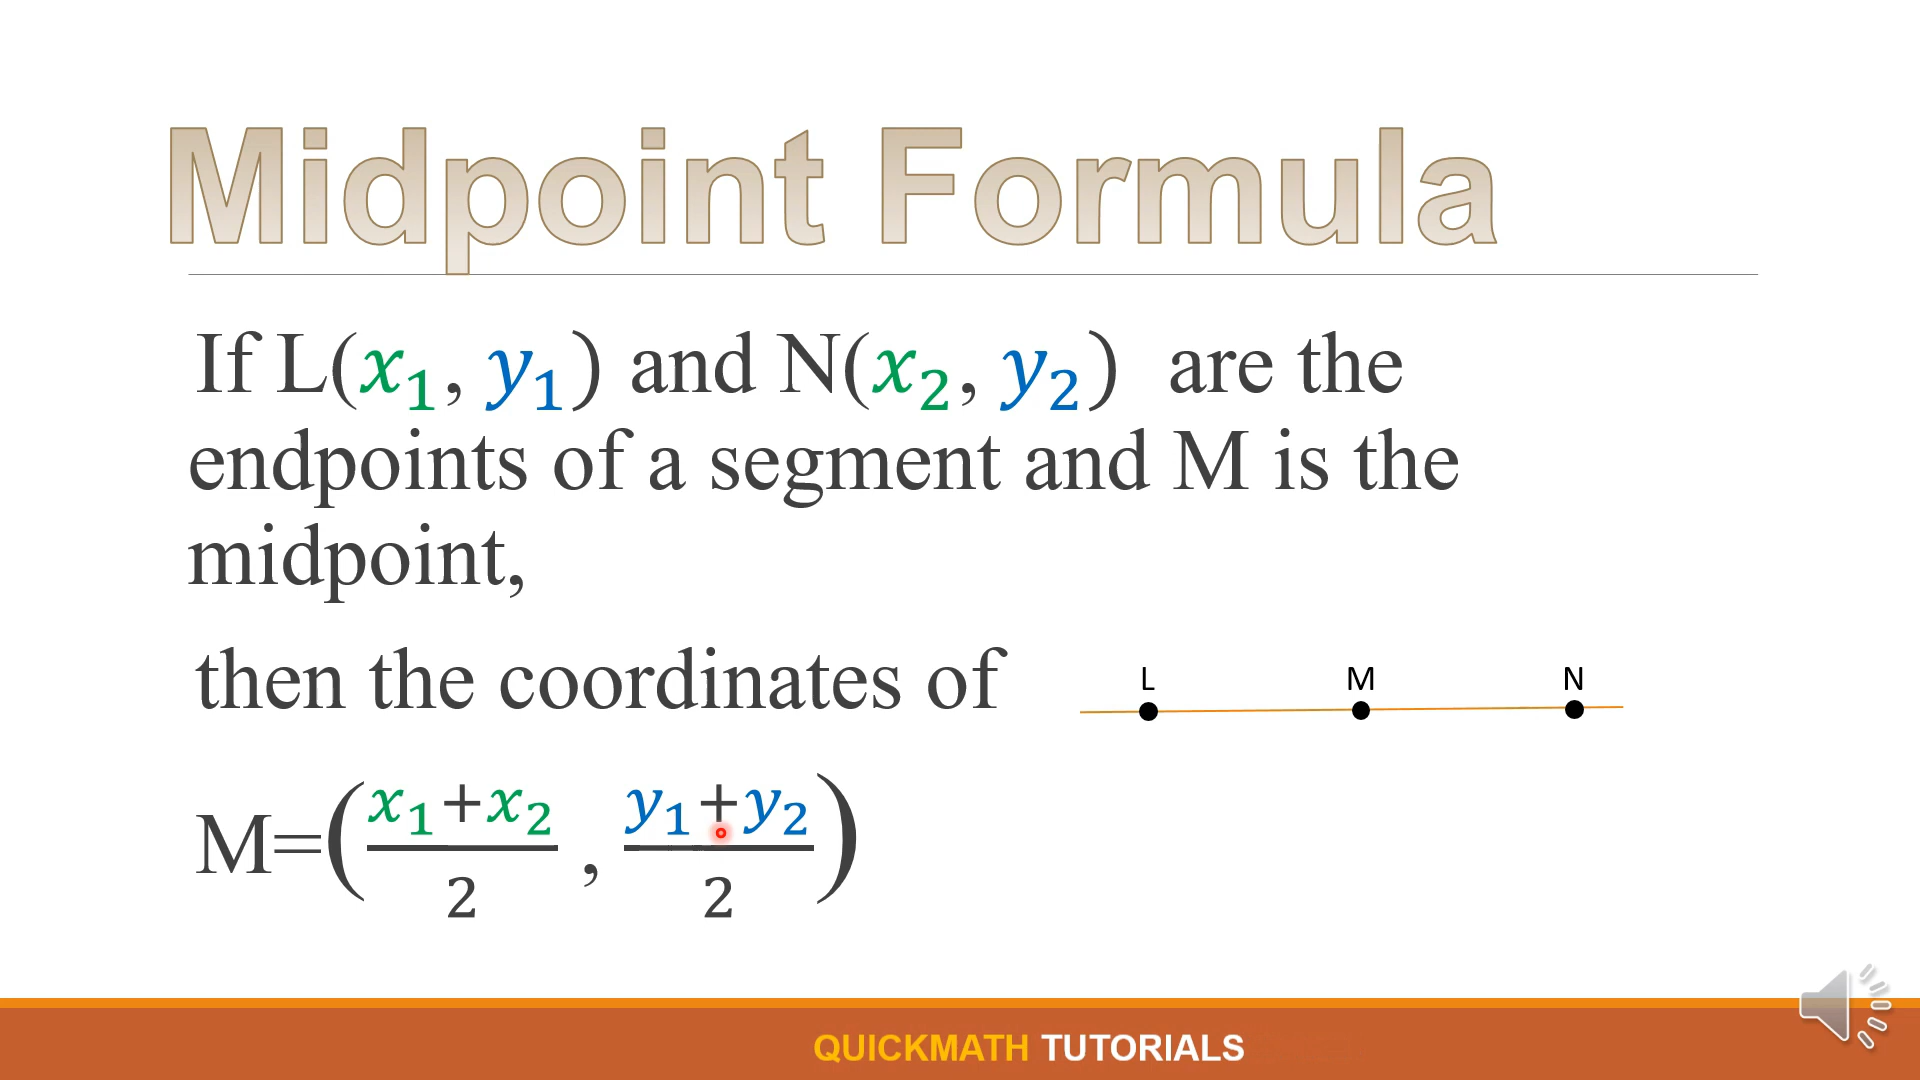 Midpoint Formula
If L(x₁, y₁) and N(x₂, y₂) are the
endpoints of a segment and M is the
midpoint,
then the coordinates of
L M N
M=(x₁+x₂/2 , y₁+y₂/2)
QUICKMATH TUTORIALS